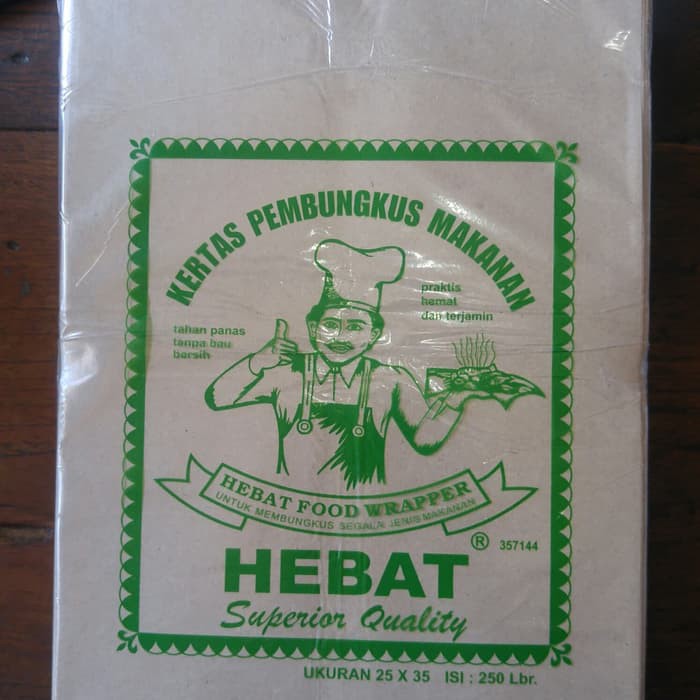 KERTAS PEMBUNGKUS MAKANAN
praktis
hemat
dan terjamin
tahan panas
tanpa bau
bersih
HEBAT FOOD WRAPPER
UNTUK MEMBUNGKUS SEGALA JENIS MAKANAN
HEBAT ® 357144
Superior Quality
UKURAN 25 X 35 ISI : 250 Lbr.